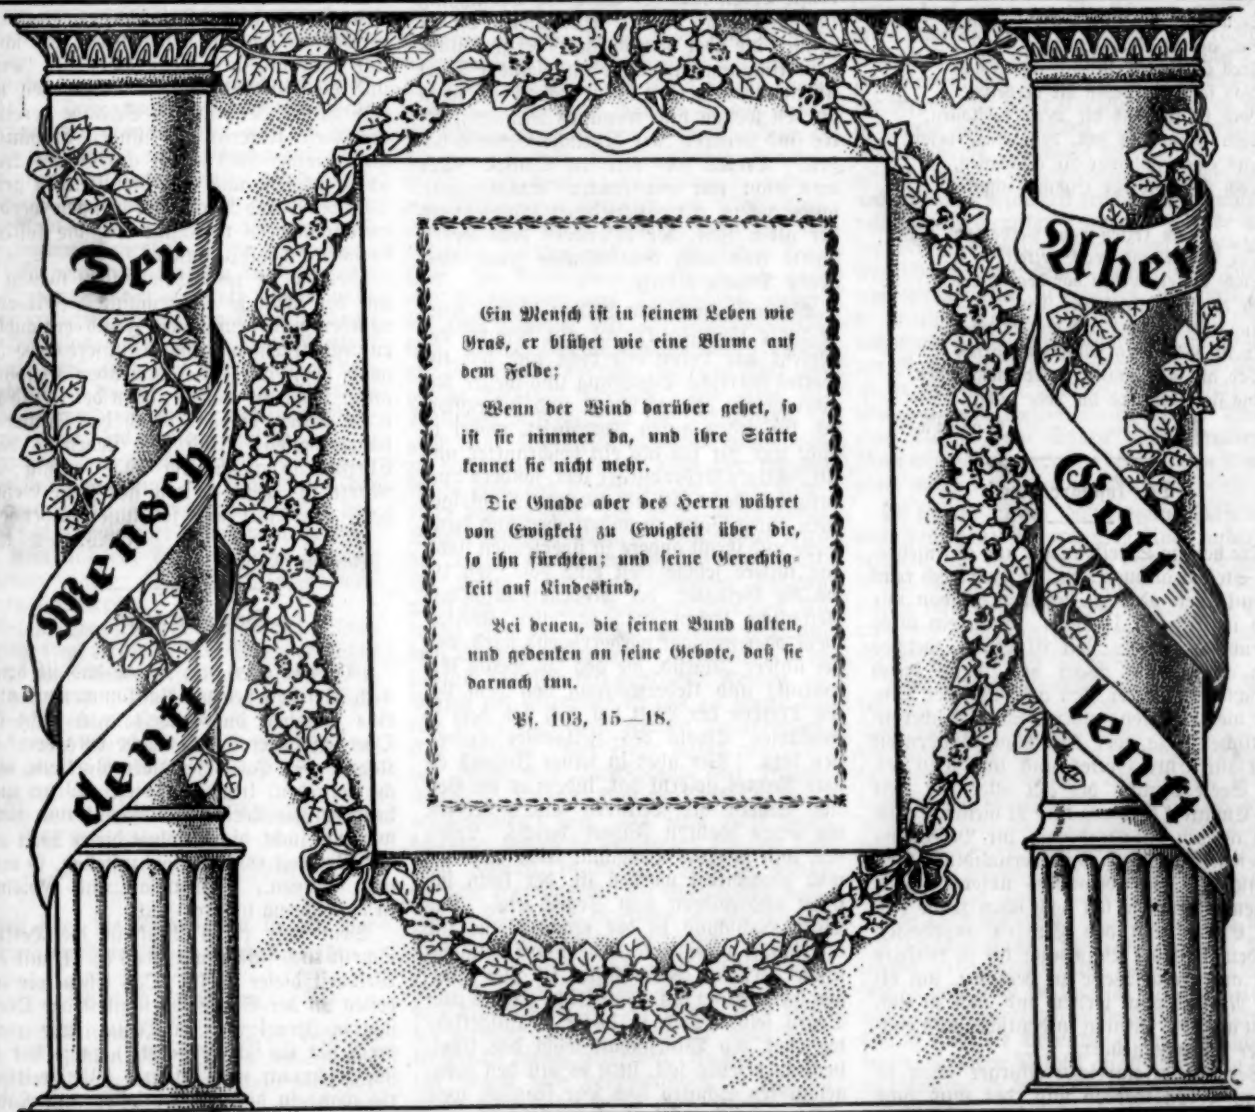 Der
Mensch
denkt
Ein Mensch ist in seinem Leben wie
Gras, er blühet wie eine Blume auf
dem Felde;
Wenn der Wind darüber gehet, so
ist sie nimmer da, und ihre Stätte
kennet sie nicht mehr.
Die Gnade aber des Herrn währet
von Ewigkeit zu Ewigkeit über die,
so ihn fürchten; und seine Gerechtig-
keit auf Kindeskind,
Bei denen, die seinen Bund halten,
und gedenken an seine Gebote, daß sie
darnach tun.
Ps. 103, 15—18.
Aber
Gott
lenkt